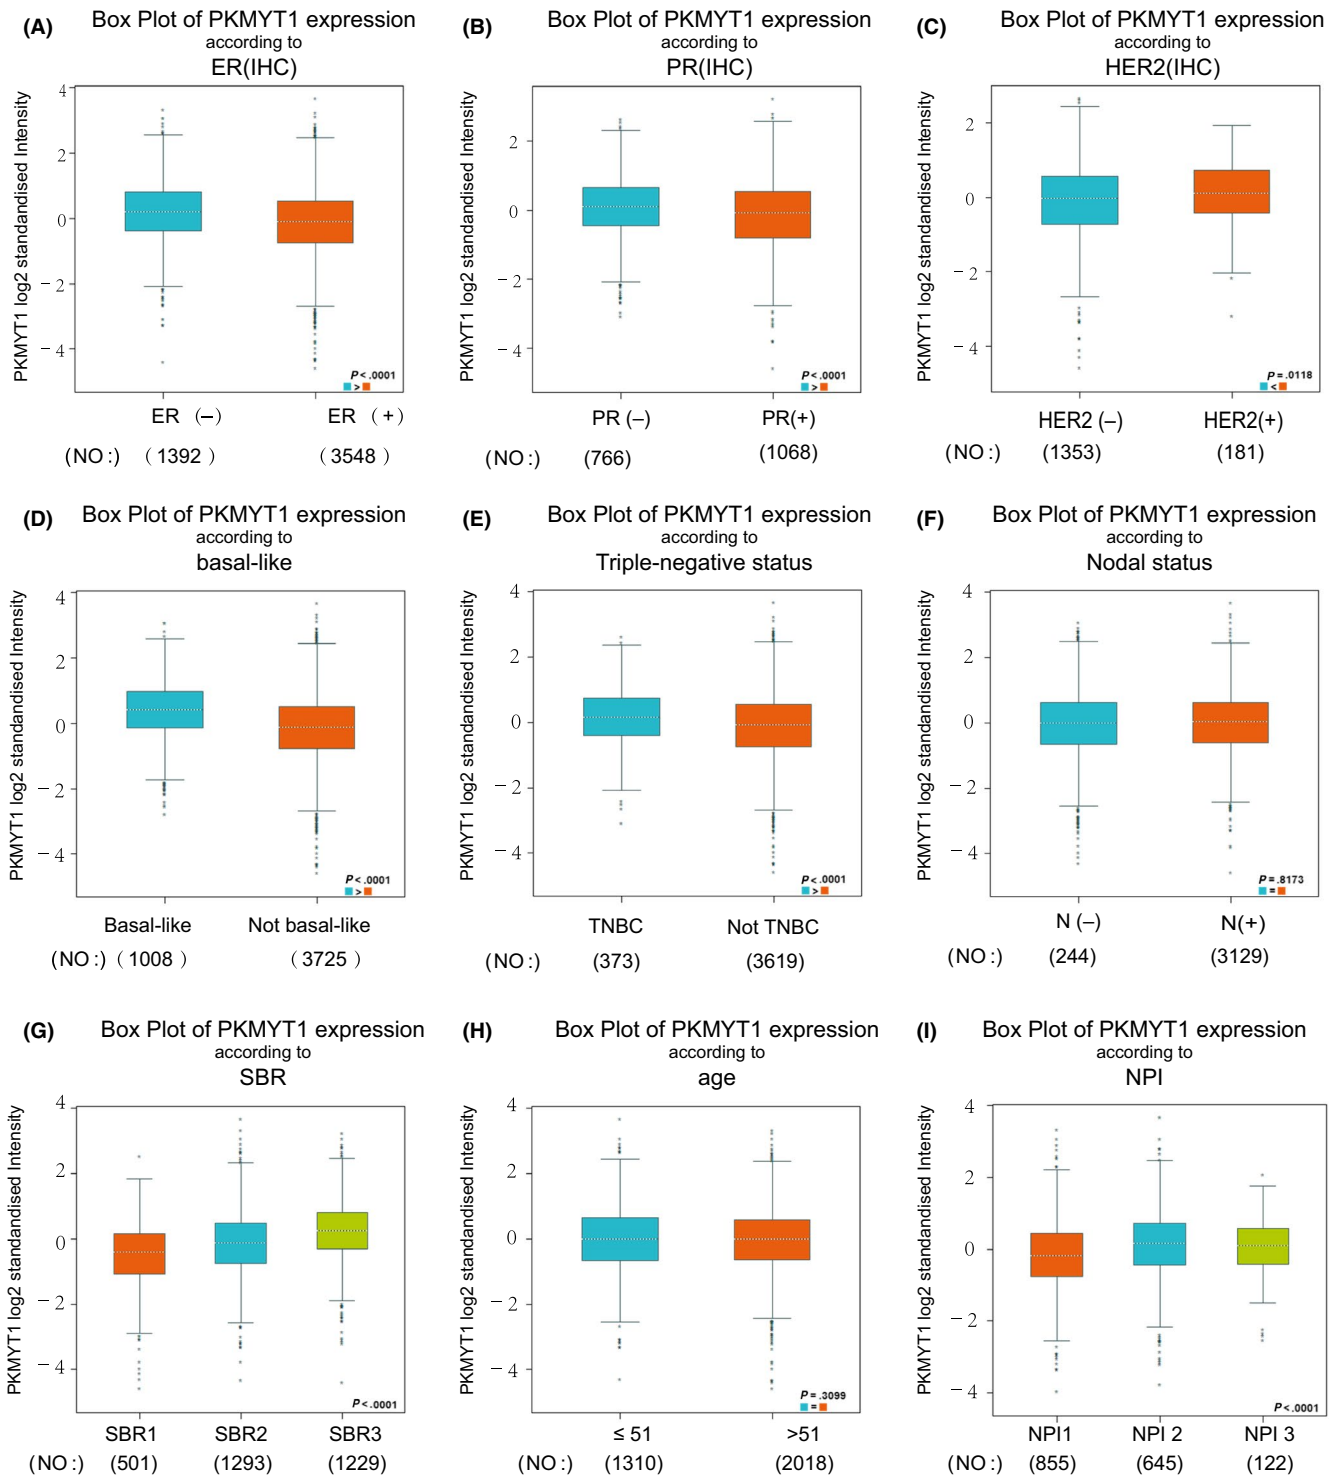 (A) Box Plot of PKMYT1 expression
according to
ER(IHC)
PKMYT1 log2 standardised Intensity
4
2
0
−2
−4
P<.0001
>
ER (–) ER (+)
(NO:) (1392) (3548)
(B) Box Plot of PKMYT1 expression
according to
PR(IHC)
PKMYT1 log2 standardised Intensity
2
0
−2
−4
P<.0001
>
PR (–) PR(+)
(NO:) (766) (1068)
(C) Box Plot of PKMYT1 expression
according to
HER2(IHC)
PKMYT1 log2 standardised Intensity
2
0
−2
−4
P=.0118
<
HER2 (–) HER2(+)
(NO:) (1353) (181)
(D) Box Plot of PKMYT1 expression
according to
basal-like
PKMYT1 log2 standardised Intensity
4
2
0
−2
−4
P<.0001
>
Basal-like Not basal-like
(NO:) (1008) (3725)
(E) Box Plot of PKMYT1 expression
according to
Triple-negative status
PKMYT1 log2 standardised Intensity
4
2
0
−2
−4
P<.0001
>
TNBC Not TNBC
(NO:) (373) (3619)
(F) Box Plot of PKMYT1 expression
according to
Nodal status
PKMYT1 log2 standardised Intensity
4
2
0
−2
−4
P=.8173
=
N (–) N(+)
(NO:) (244) (3129)
(G) Box Plot of PKMYT1 expression
according to
SBR
PKMYT1 log2 standardised Intensity
4
2
0
−2
−4
P<.0001
SBR1 SBR2 SBR3
(NO:) (501) (1293) (1229)
(H) Box Plot of PKMYT1 expression
according to
age
PKMYT1 log2 standardised Intensity
4
2
0
−2
−4
P=.3099
=
≤ 51 >51
(NO:) (1310) (2018)
(I) Box Plot of PKMYT1 expression
according to
NPI
PKMYT1 log2 standardised Intensity
4
2
0
−2
−4
P<.0001
NPI1 NPI 2 NPI 3
(NO:) (855) (645) (122)